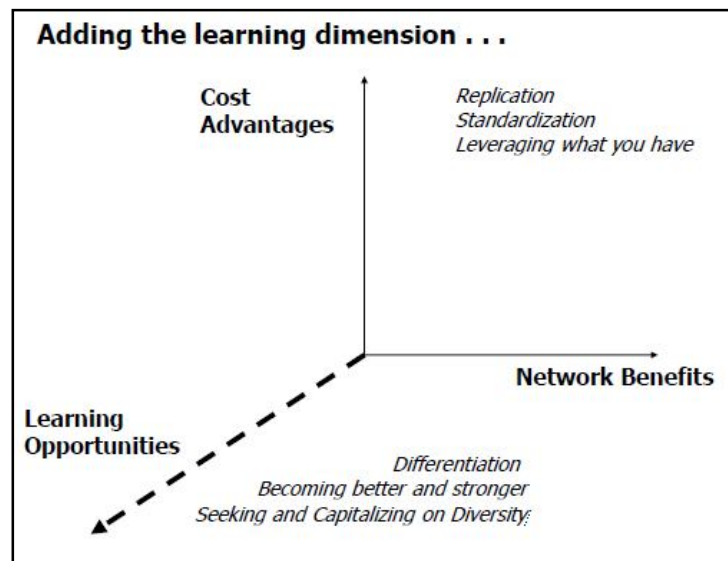 Adding the learning dimension . . .
Cost
Advantages
Replication
Standardization
Leveraging what you have
Network Benefits
Learning
Opportunities
Differentiation
Becoming better and stronger
Seeking and Capitalizing on Diversity